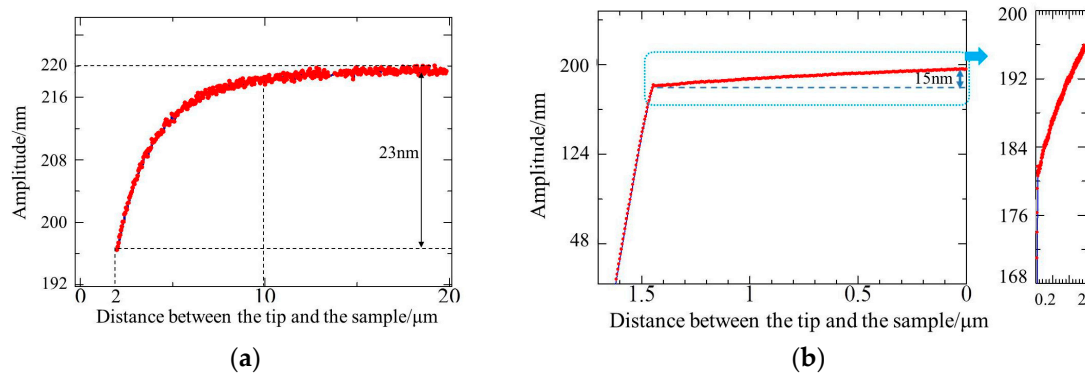 220
216
208
200
192
Amplitude/nm
23nm
0
2
10
20
Distance between the tip and the sample/μm
(a)
200
124
48
Amplitude/nm
15nm
1.5
1
0.5
0
Distance between the tip and the sample/μm
(b)
200
192
184
176
168
0.2
2